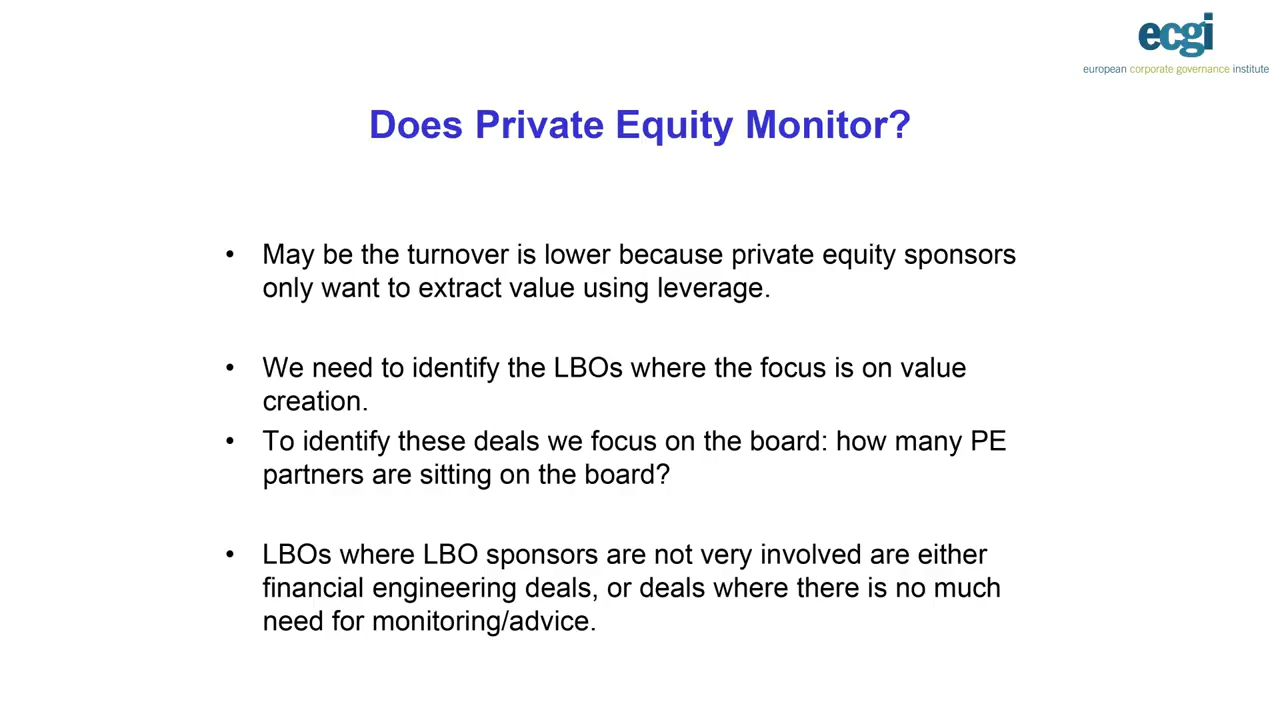 ecgi
european corporate governance institute
Does Private Equity Monitor?
• May be the turnover is lower because private equity sponsors
only want to extract value using leverage.
• We need to identify the LBOs where the focus is on value
creation.
• To identify these deals we focus on the board: how many PE
partners are sitting on the board?
• LBOs where LBO sponsors are not very involved are either
financial engineering deals, or deals where there is no much
need for monitoring/advice.